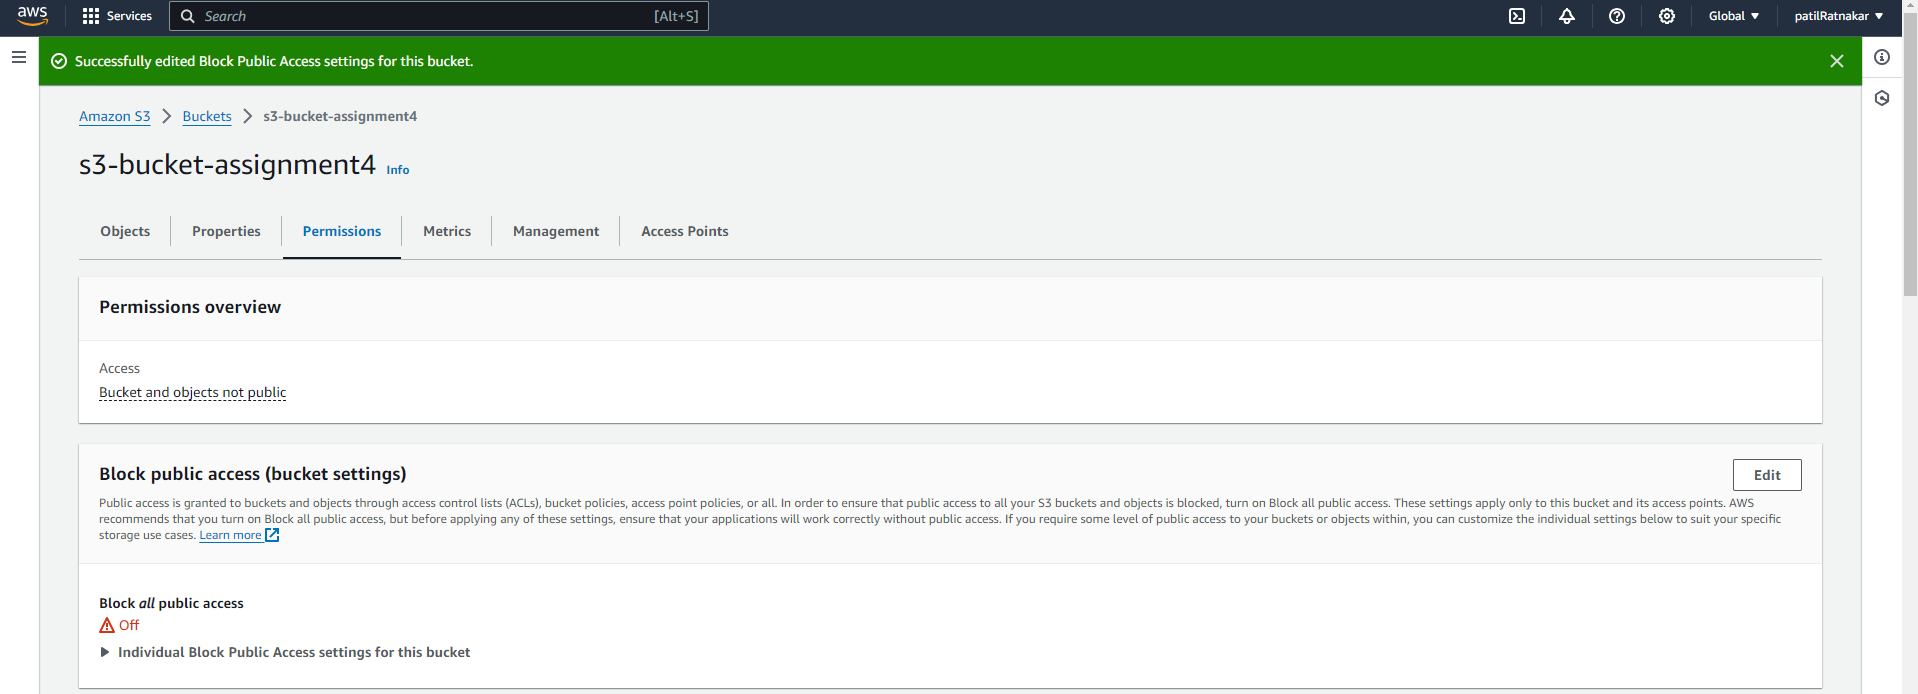 aws Services Search [Alt+S] Global patilRatnakar
Successfully edited Block Public Access settings for this bucket.
Amazon S3 Buckets s3-bucket-assignment4
s3-bucket-assignment4 Info
Objects Properties Permissions Metrics Management Access Points
Permissions overview
Access
Bucket and objects not public
Block public access (bucket settings) Edit
Public access is granted to buckets and objects through access control lists (ACLs), bucket policies, access point policies, or all. In order to ensure that public access to all your S3 buckets and objects is blocked, turn on Block all public access. These settings apply only to this bucket and its access points. AWS
recommends that you turn on Block all public access, but before applying any of these settings, ensure that your applications will work correctly without public access. If you require some level of public access to your buckets or objects within, you can customize the individual settings below to suit your specific
storage use cases. Learn more
Block all public access
Off
Individual Block Public Access settings for this bucket